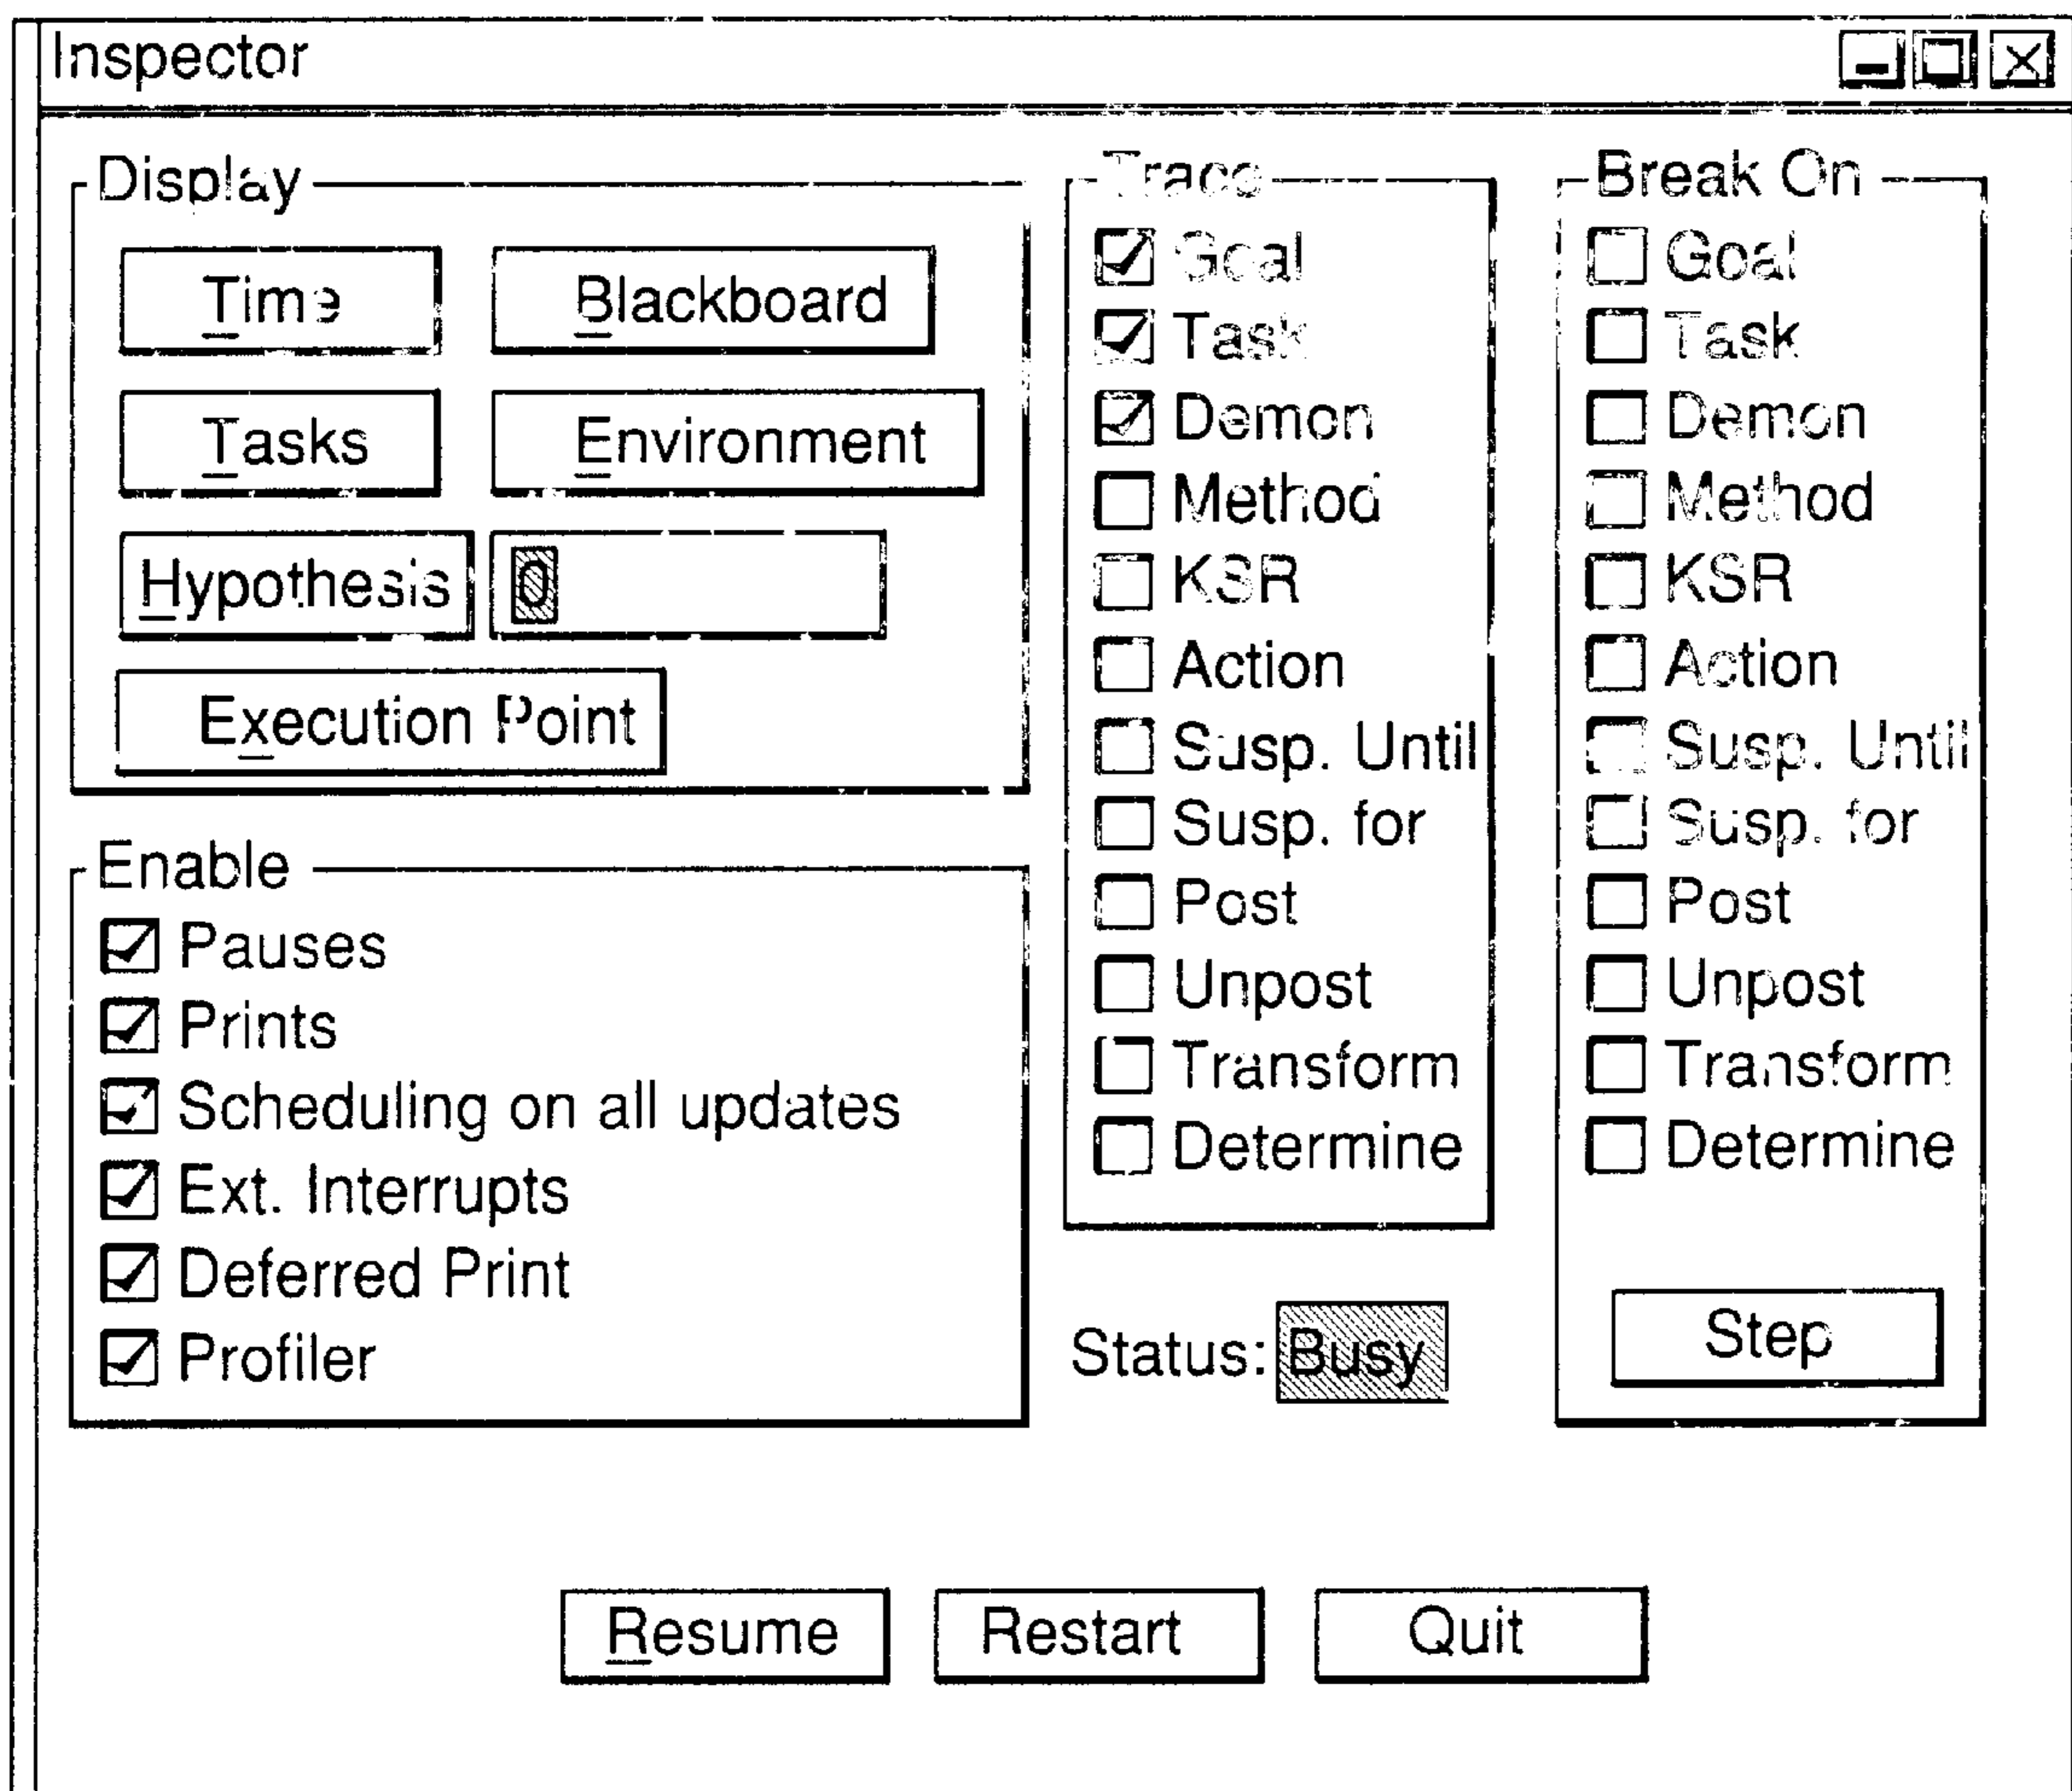 Inspector
Display
Time
Blackboard
Tasks
Environment
Hypothesis
0
Execution Point
Enable
Pauses
Prints
Scheduling on all updates
Ext. Interrupts
Deferred Print
Profiler
Trace
Goal
Task
Demon
Method
KSR
Action
Susp. Until
Susp. for
Post
Unpost
Transform
Determine
Status: Busy
Break On
Goal
Task
Demon
Method
KSR
Action
Susp. Until
Susp. for
Post
Unpost
Transform
Determine
Step
Resume
Restart
Quit